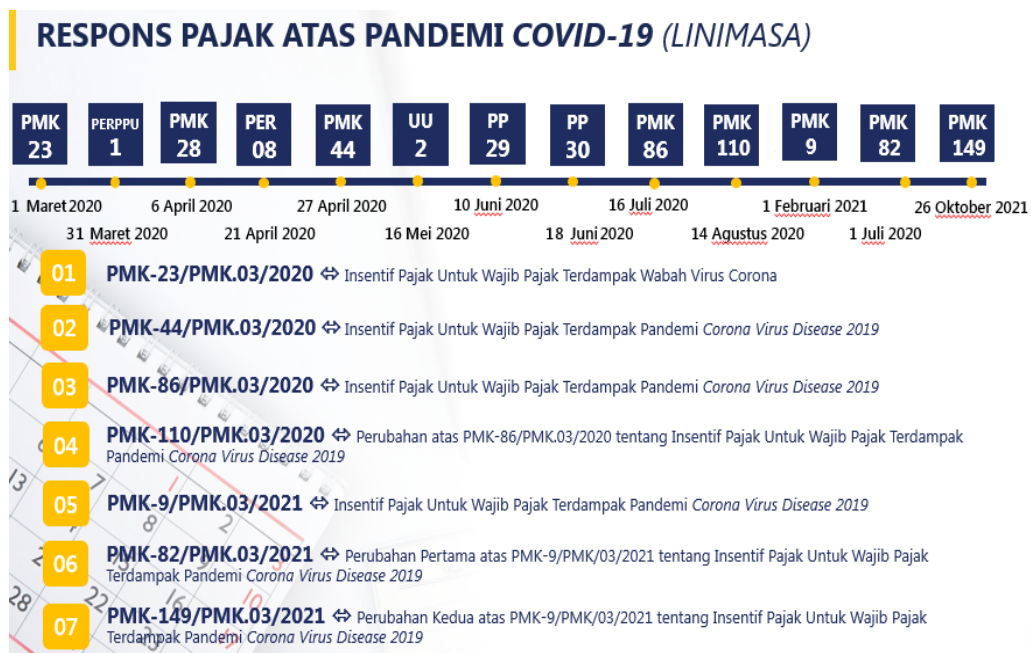 RESPONS PAJAK ATAS PANDEMI COVID-19 (LINIMASA)
PMK 23
PERPPU 1
PMK 28
PER 08
PMK 44
UU 2
PP 29
PP 30
PMK 86
PMK 110
PMK 9
PMK 82
PMK 149
1 Maret 2020
6 April 2020
27 April 2020
10 Juni 2020
16 Juli 2020
1 Februari 2021
26 Oktober 2021
31 Maret 2020
21 April 2020
16 Mei 2020
18 Juni 2020
14 Agustus 2020
1 Juli 2020
01 PMK-23/PMK.03/2020 ⇔ Insentif Pajak Untuk Wajib Pajak Terdampak Wabah Virus Corona
02 PMK-44/PMK.03/2020 ⇔ Insentif Pajak Untuk Wajib Pajak Terdampak Pandemi Corona Virus Disease 2019
03 PMK-86/PMK.03/2020 ⇔ Insentif Pajak Untuk Wajib Pajak Terdampak Pandemi Corona Virus Disease 2019
04 PMK-110/PMK.03/2020 ⇔ Perubahan atas PMK-86/PMK.03/2020 tentang Insentif Pajak Untuk Wajib Pajak Terdampak
Pandemi Corona Virus Disease 2019
05 PMK-9/PMK.03/2021 ⇔ Insentif Pajak Untuk Wajib Pajak Terdampak Pandemi Corona Virus Disease 2019
06 PMK-82/PMK.03/2021 ⇔ Perubahan Pertama atas PMK-9/PMK/03/2021 tentang Insentif Pajak Untuk Wajib Pajak
Terdampak Pandemi Corona Virus Disease 2019
07 PMK-149/PMK.03/2021 ⇔ Perubahan Kedua atas PMK-9/PMK/03/2021 tentang Insentif Pajak Untuk Wajib Pajak
Terdampak Pandemi Corona Virus Disease 2019